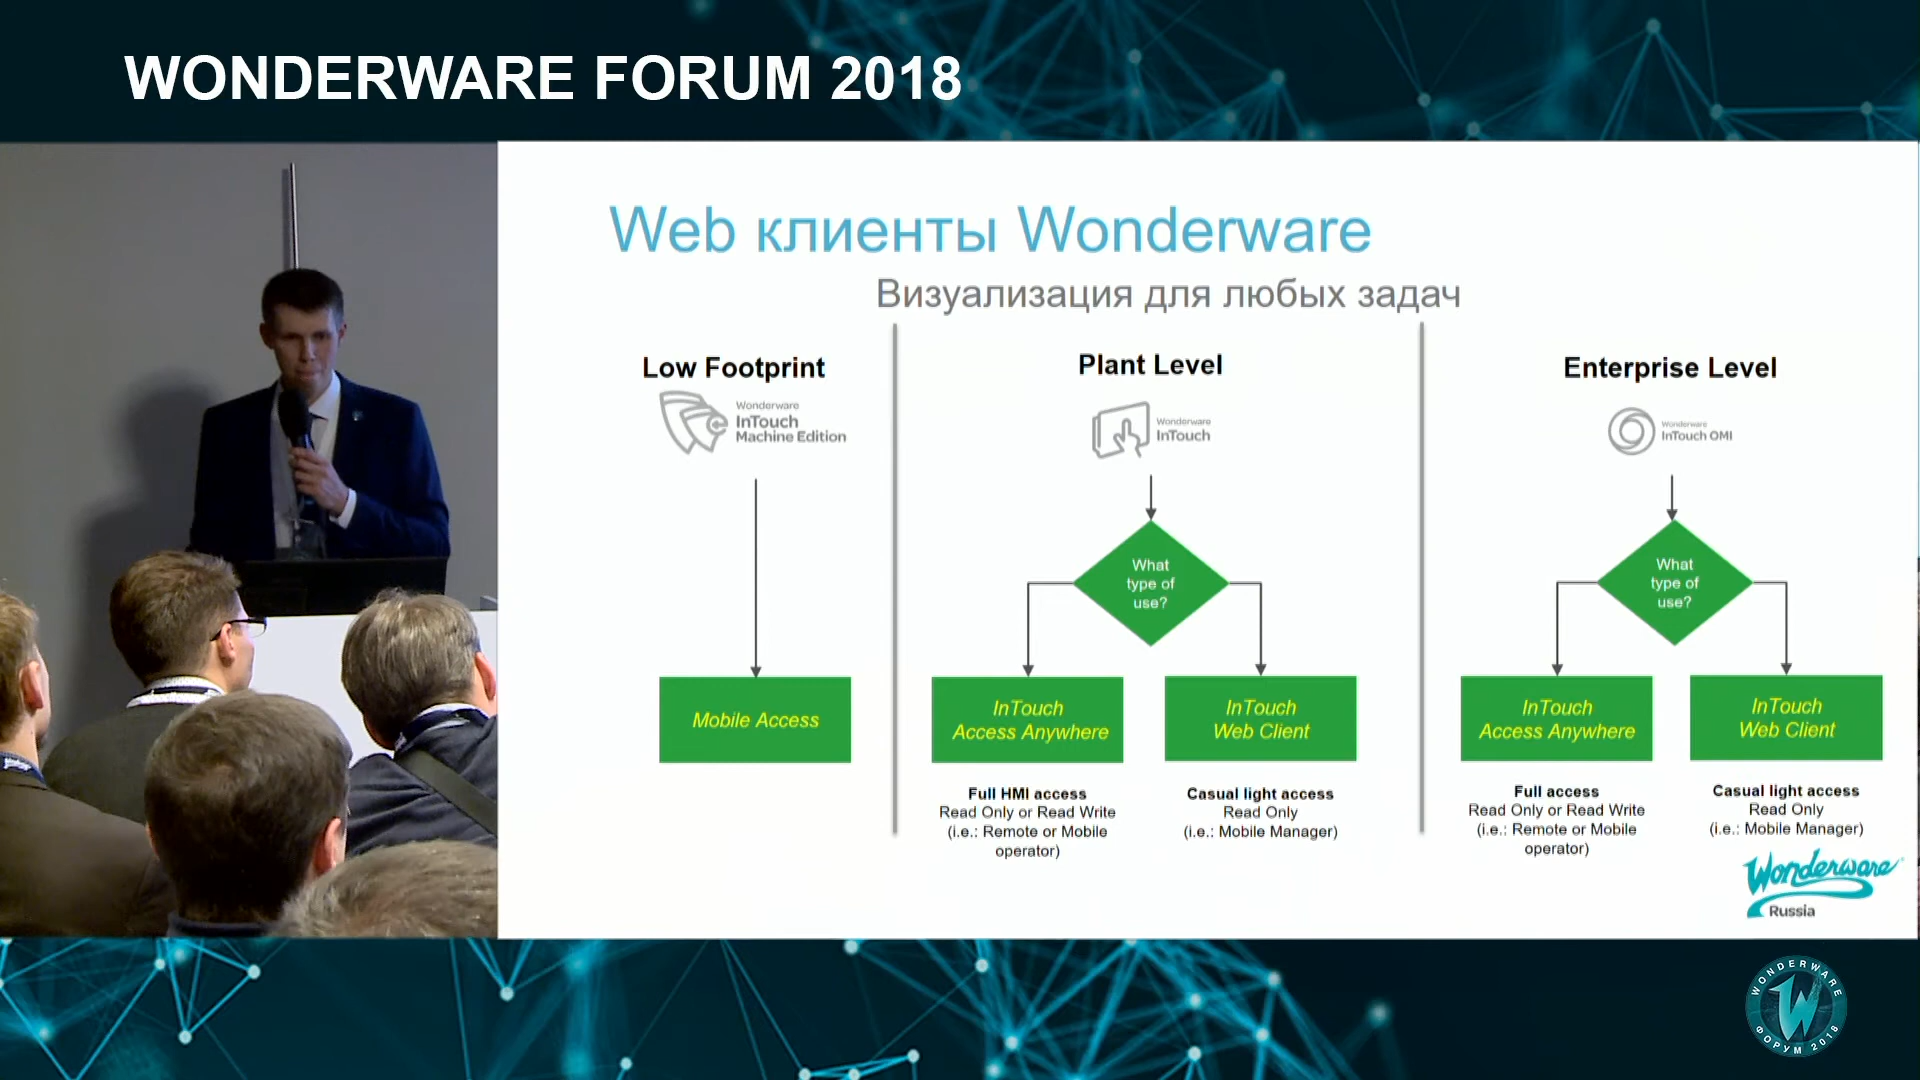 WONDERWARE FORUM 2018
Web клиенты Wonderware
Визуализация для любых задач
Low Footprint
Wonderware
InTouch
Machine Edition
Mobile Access
Plant Level
Wonderware
InTouch
What
type of
use?
InTouch
Access Anywhere
Full HMI access
Read Only or Read Write
(i.e.: Remote or Mobile
operator)
InTouch
Web Client
Casual light access
Read Only
(i.e.: Mobile Manager)
Enterprise Level
Wonderware
InTouch OMI
What
type of
use?
InTouch
Access Anywhere
Full access
Read Only or Read Write
(i.e.: Remote or Mobile
operator)
InTouch
Web Client
Casual light access
Read Only
(i.e.: Mobile Manager)
Wonderware
Russia
WONDERWARE
W
ФОРУМ 2018